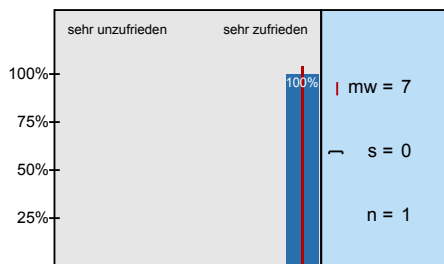 sehr unzufrieden sehr zufrieden
100%
100%
mw = 7
75%
50%
s = 0
25%
n = 1